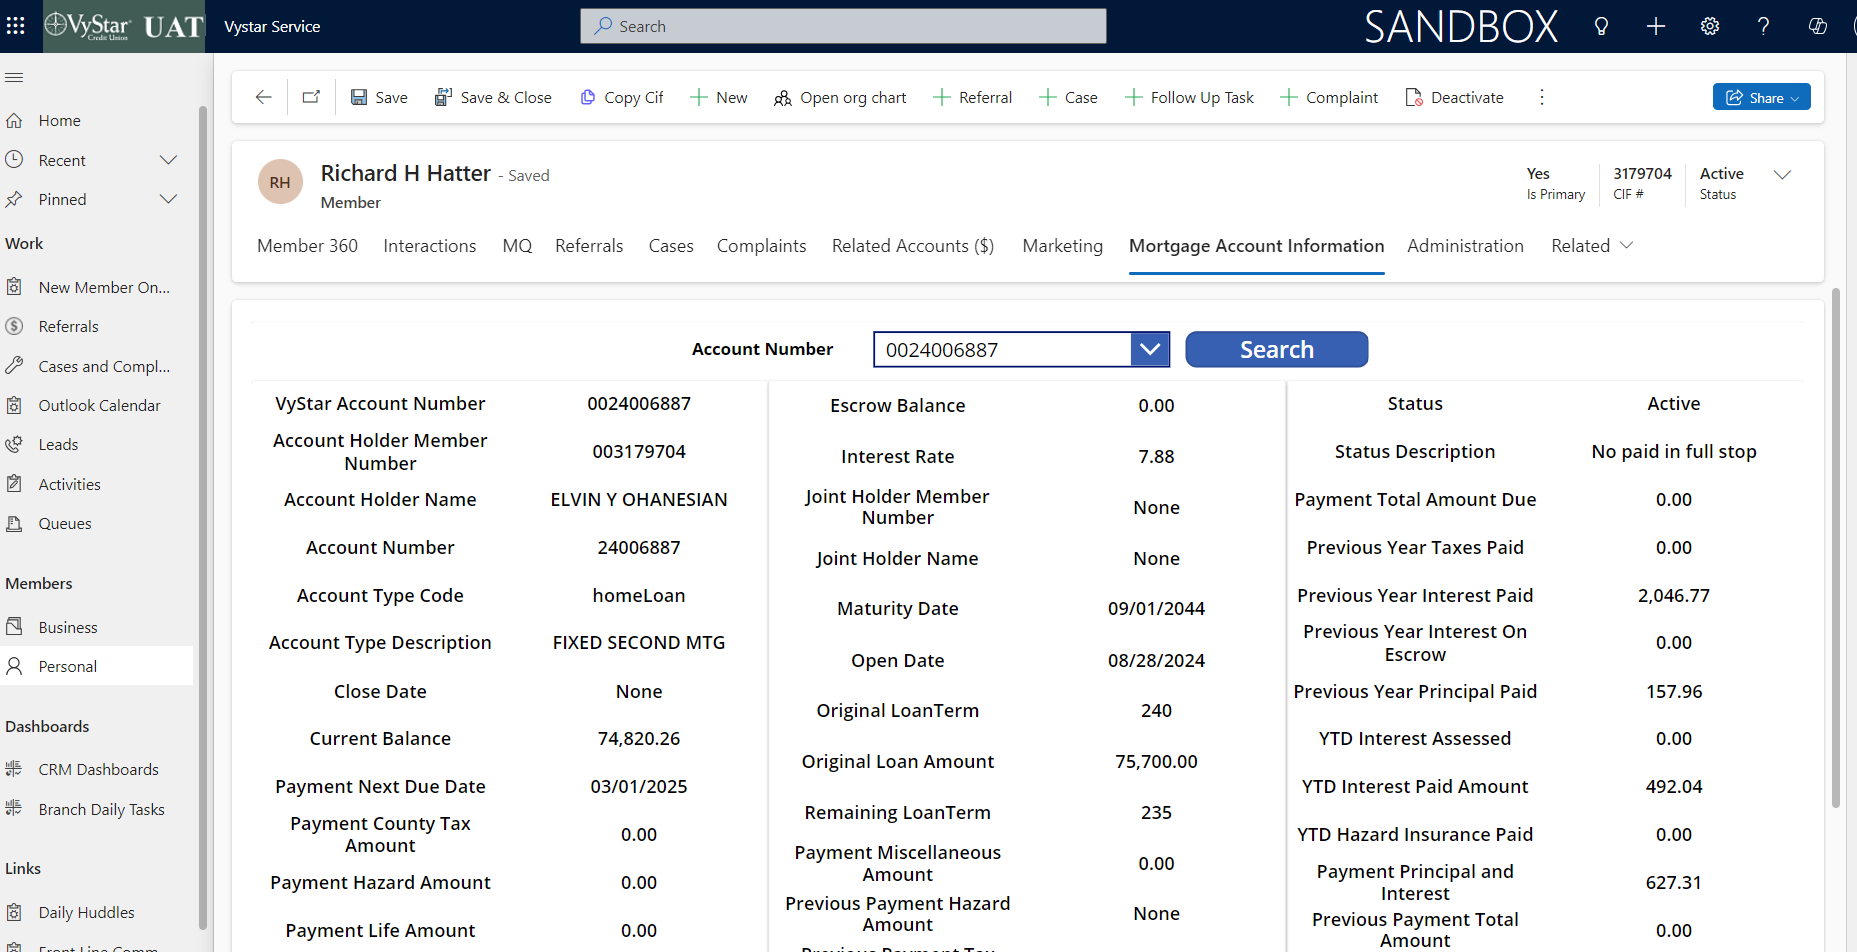 VyStar
Credit Union
UAT
Vystar Service
Search
SANDBOX
Home
Recent
Pinned
Work
New Member On...
Referrals
Cases and Compl...
Outlook Calendar
Leads
Activities
Queues
Members
Business
Personal
Dashboards
CRM Dashboards
Branch Daily Tasks
Links
Daily Huddles
Front Line Comm
Save
Save & Close
Copy Cif
New
Open org chart
Referral
Case
Follow Up Task
Complaint
Deactivate
Share
RH
Richard H Hatter - Saved
Member
Yes
Is Primary
3179704
CIF #
Active
Status
Member 360
Interactions
MQ
Referrals
Cases
Complaints
Related Accounts ($)
Marketing
Mortgage Account Information
Administration
Related
Account Number
0024006887
Search
VyStar Account Number 0024006887
Account Holder Member
Number
003179704
Account Holder Name ELVIN Y OHANESIAN
Account Number 24006887
Account Type Code homeLoan
Account Type Description FIXED SECOND MTG
Close Date None
Current Balance 74,820.26
Payment Next Due Date 03/01/2025
Payment County Tax
Amount
0.00
Payment Hazard Amount 0.00
Payment Life Amount 0.00
Escrow Balance 0.00
Interest Rate 7.88
Joint Holder Member
Number
None
Joint Holder Name None
Maturity Date 09/01/2044
Open Date 08/28/2024
Original LoanTerm 240
Original Loan Amount 75,700.00
Remaining LoanTerm 235
Payment Miscellaneous
Amount
0.00
Previous Payment Hazard
Amount
None
Previous Payment Tax
Status Active
Status Description No paid in full stop
Payment Total Amount Due 0.00
Previous Year Taxes Paid 0.00
Previous Year Interest Paid 2,046.77
Previous Year Interest On
Escrow
0.00
Previous Year Principal Paid 157.96
YTD Interest Assessed 0.00
YTD Interest Paid Amount 492.04
YTD Hazard Insurance Paid 0.00
Payment Principal and
Interest
627.31
Previous Payment Total
Amount
0.00